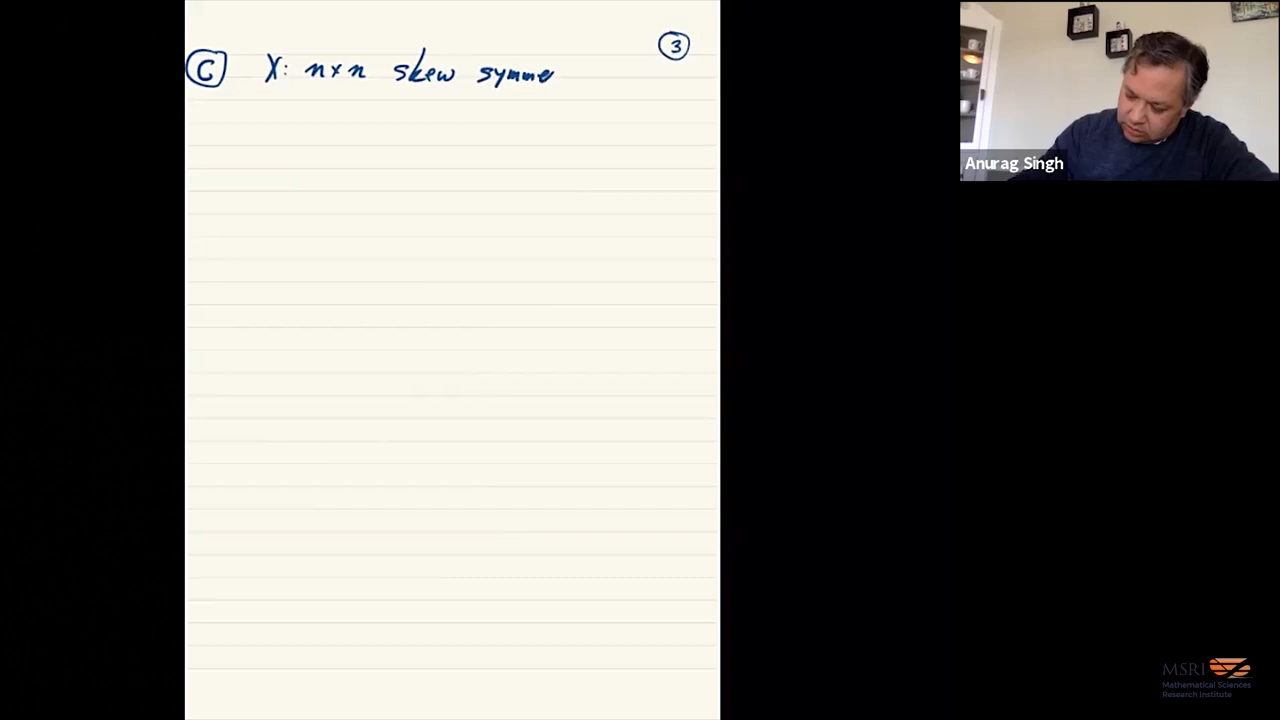 ③
Ⓒ X: n×n skew symme
Anurag Singh
MSRI
Mathematical Sciences
Research Institute